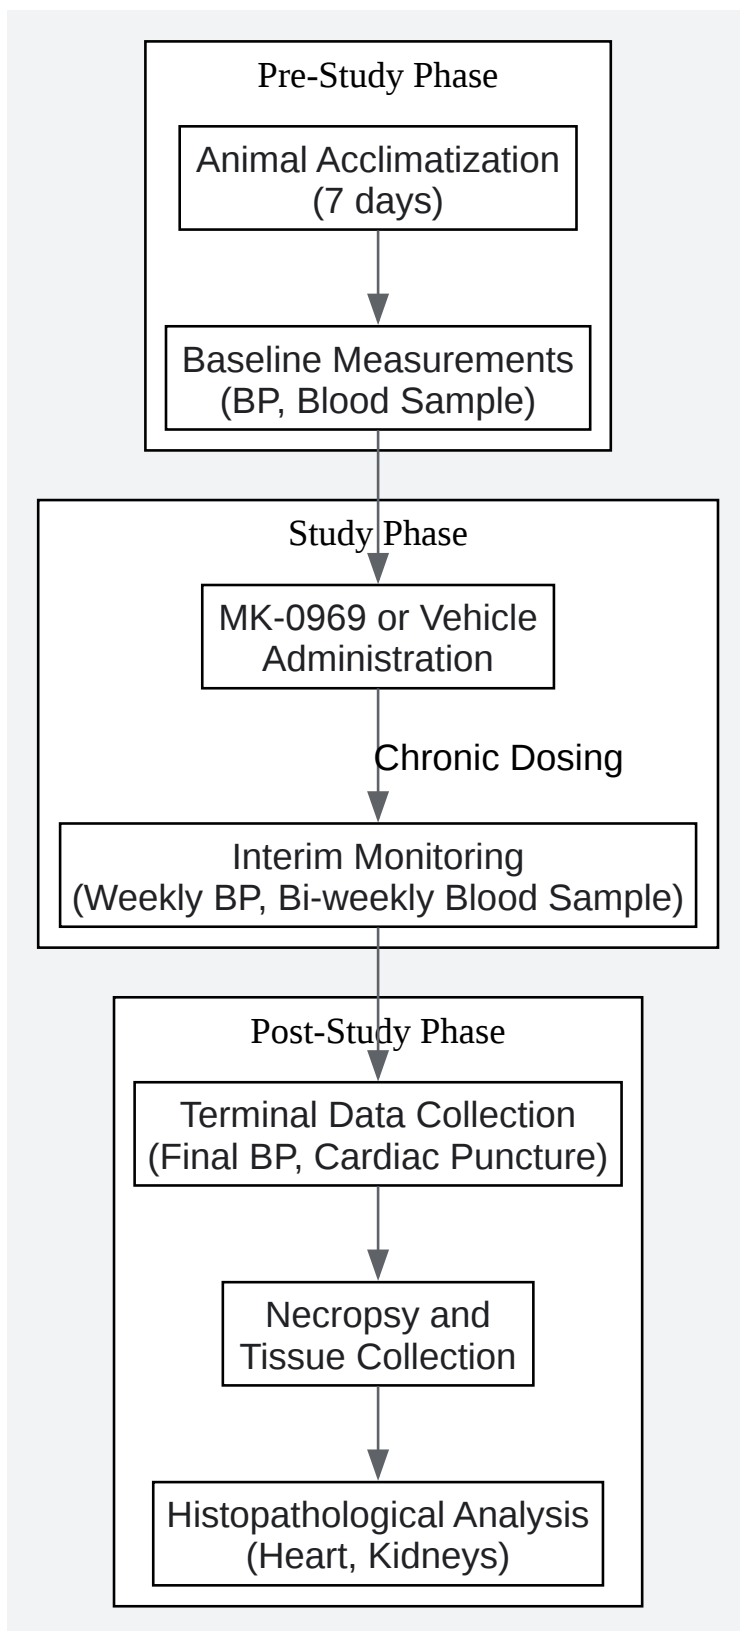 Pre-Study Phase
Animal Acclimatization
(7 days)
Baseline Measurements
(BP, Blood Sample)
Study Phase
MK-0969 or Vehicle
Administration
Chronic Dosing
Interim Monitoring
(Weekly BP, Bi-weekly Blood Sample)
Post-Study Phase
Terminal Data Collection
(Final BP, Cardiac Puncture)
Necropsy and
Tissue Collection
Histopathological Analysis
(Heart, Kidneys)